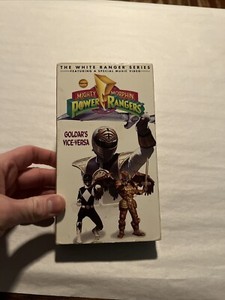 THE WHITE RANGER SERIES
FEATURING A SPECIAL MUSIC VIDEO
MIGHTY MORPHIN
POWER RANGERS
GOLDAR'S
VICE-VERSA